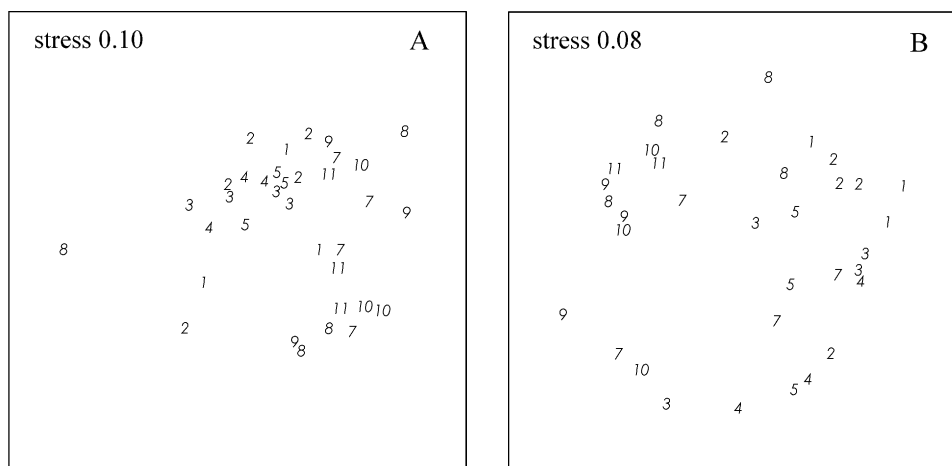 stress 0.10 A
2 2 9 8
1 7 10
4 4 5 5 2 11
2 3 3 3 7
3 9
4 5
8 1 7
11
1
11 10 10
2 8 7
9
8
stress 0.08 B
8
8 2
10 1
11 11 8 2
9 2 2 1
8 7
9 3 5 1
10
3
5 7 3 4
9 7
7 2
10 5 4
3 4